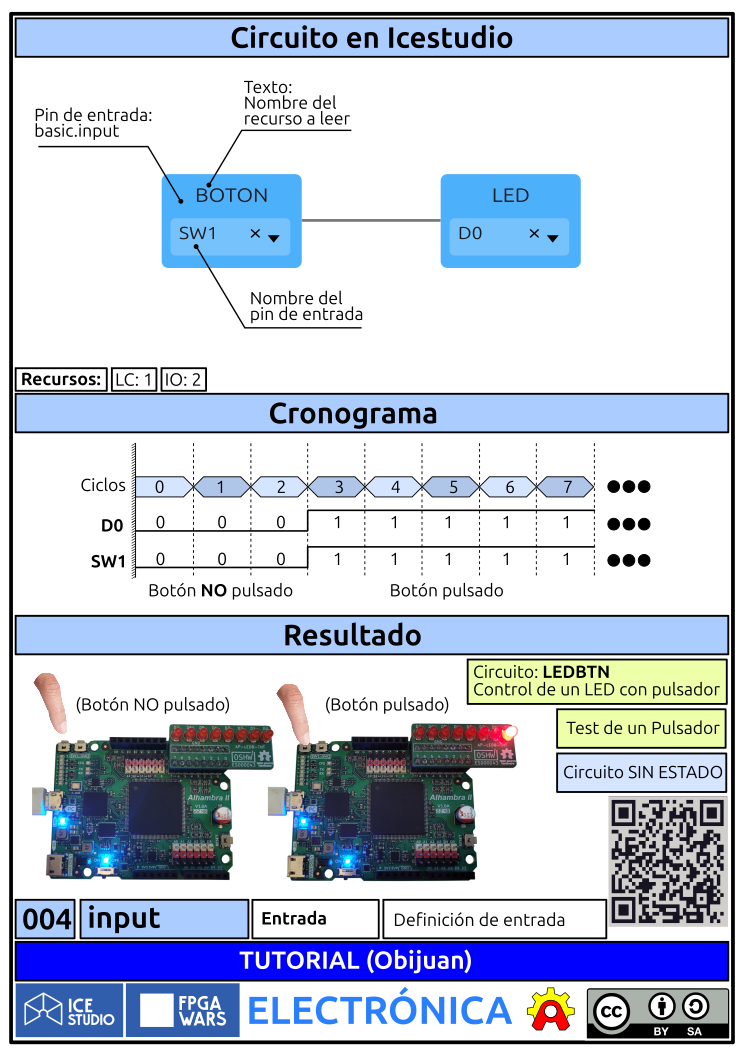 Circuito en Icestudio
Texto:
Nombre del
recurso a leer
Pin de entrada:
basic.input
BOTON
SW1
LED
D0
Nombre del
pin de entrada
Recursos: LC: 1 IO: 2
Cronograma
Ciclos 0 1 2 3 4 5 6 7
D0 0 0 0 1 1 1 1 1
SW1 0 0 0 1 1 1 1 1
Botón NO pulsado Botón pulsado
Resultado
Circuito: LEDBTN
Control de un LED con pulsador
(Botón NO pulsado) (Botón pulsado)
Test de un Pulsador
Circuito SIN ESTADO
OSHW
Alhambra II
OSHW
Alhambra II
004 input Entrada Definición de entrada
TUTORIAL (Obijuan)
ICE
STUDIO
FPGA
WARS
ELECTRÓNICA
cc
BY SA